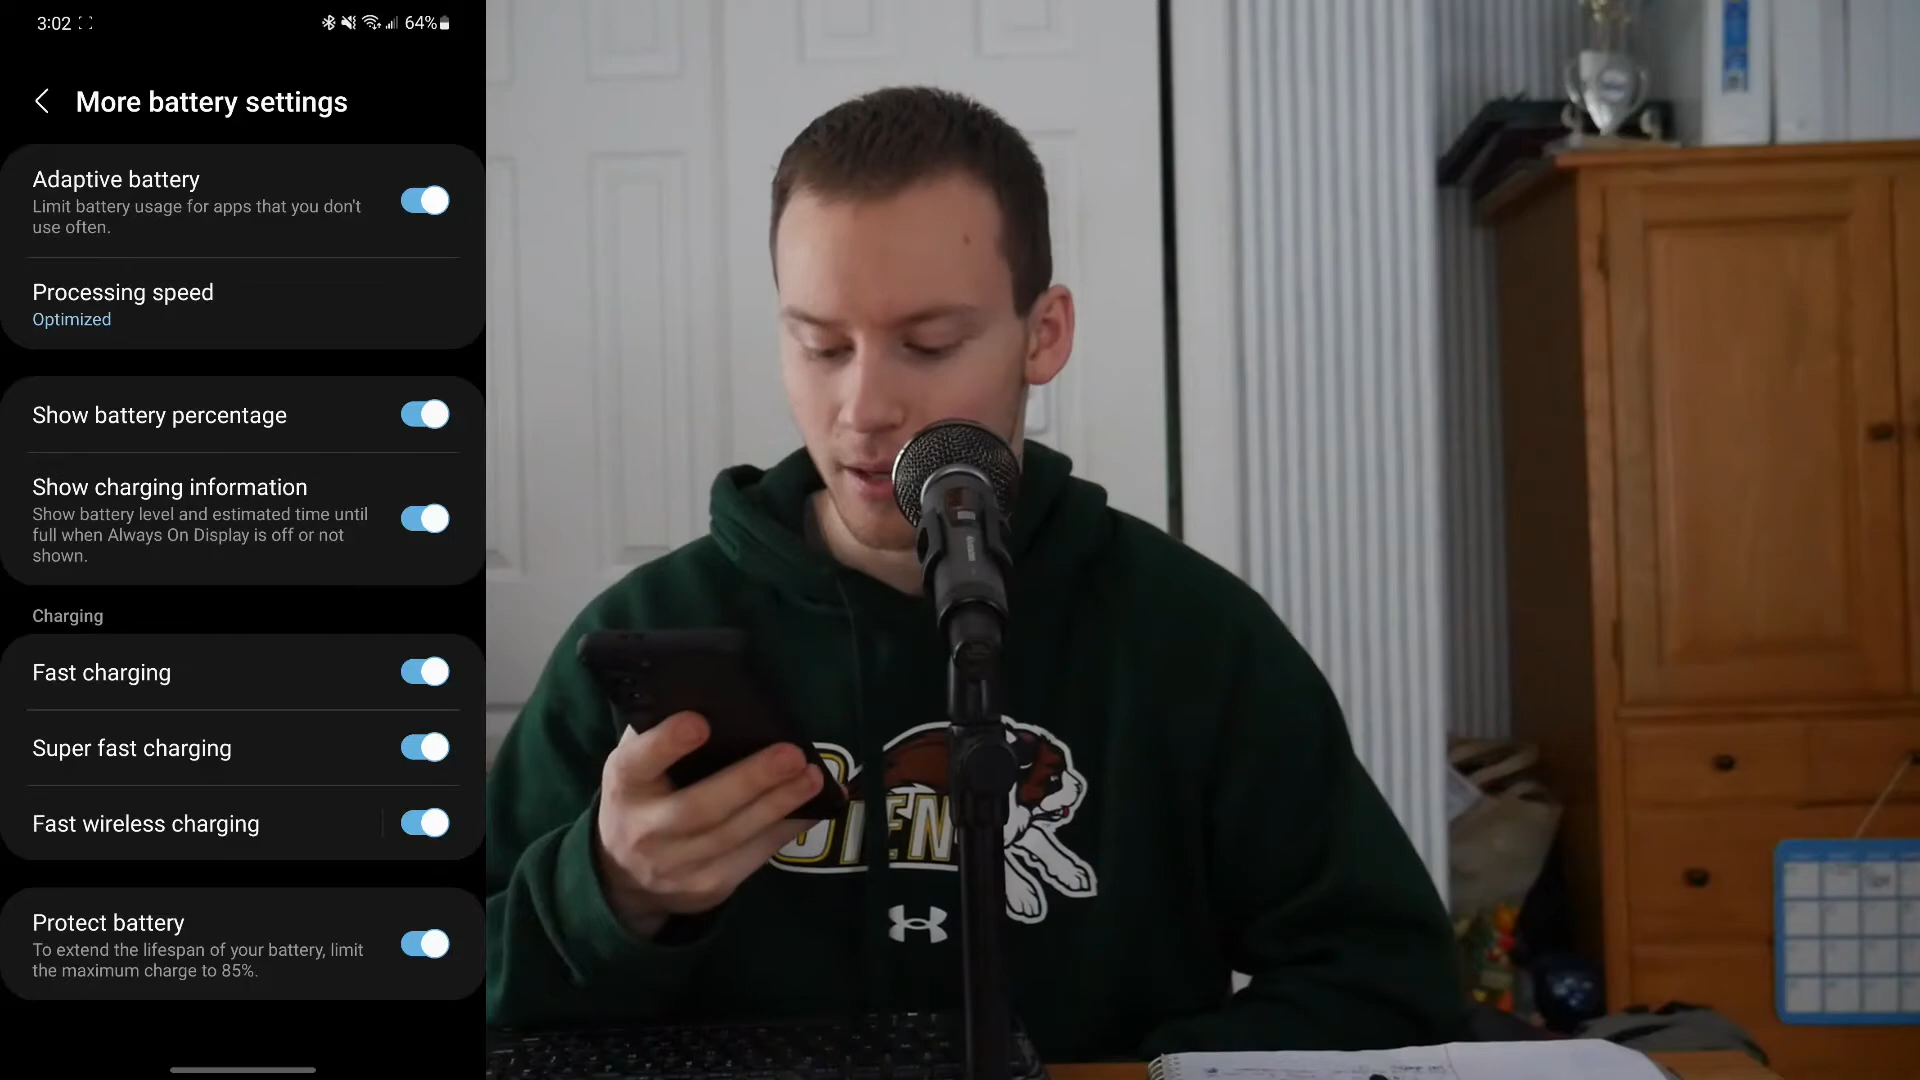 3:02
64%
More battery settings
Adaptive battery
Limit battery usage for apps that you don't
use often.
Processing speed
Optimized
Show battery percentage
Show charging information
Show battery level and estimated time until
full when Always On Display is off or not
shown.
Charging
Fast charging
Super fast charging
Fast wireless charging
Protect battery
To extend the lifespan of your battery, limit
the maximum charge to 85%.